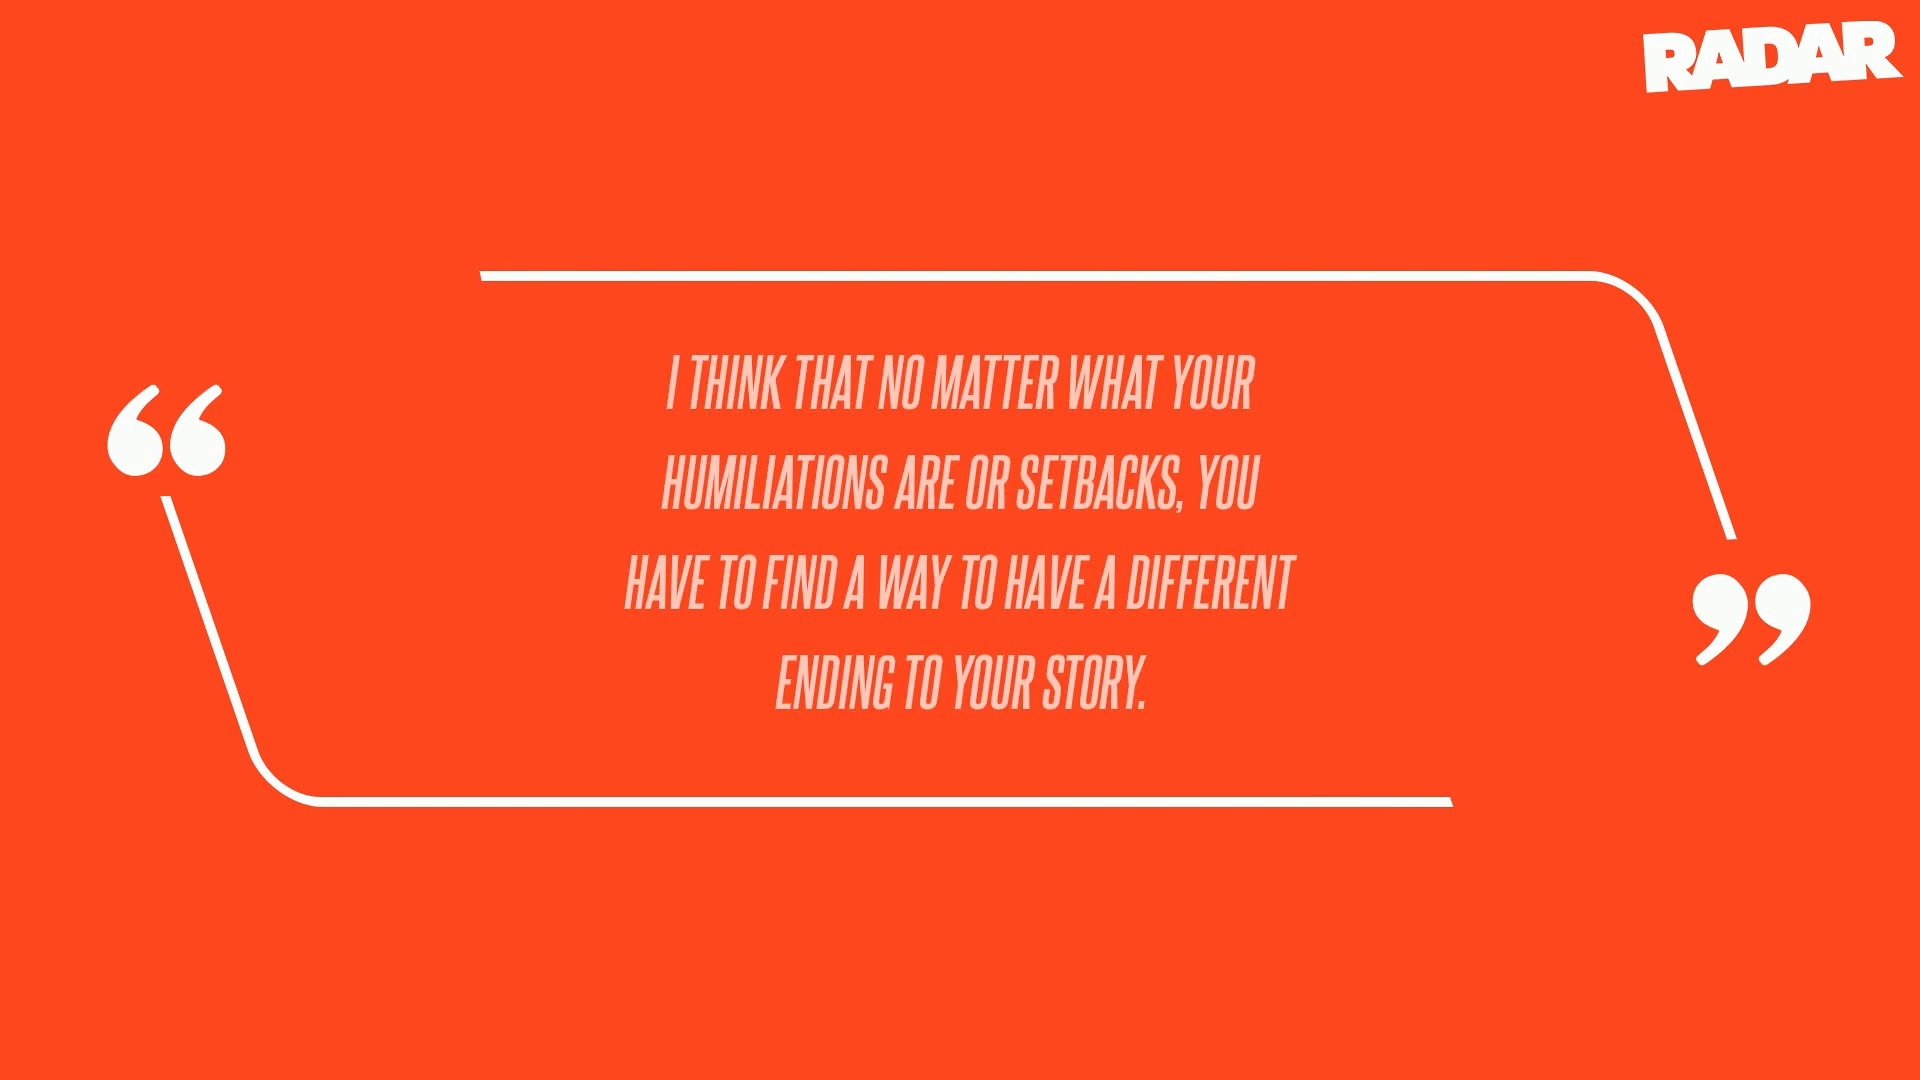 RADAR
I THINK THAT NO MATTER WHAT YOUR
HUMILIATIONS ARE OR SETBACKS, YOU
HAVE TO FIND A WAY TO HAVE A DIFFERENT
ENDING TO YOUR STORY.